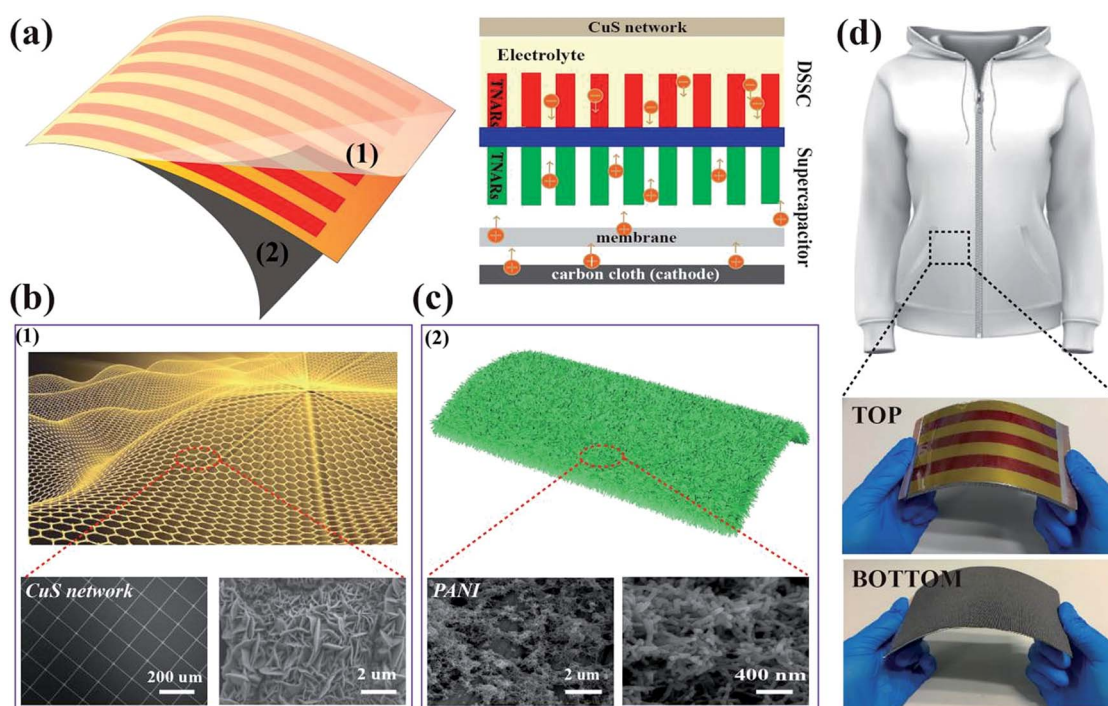 (a)
(1)
(2)
CuS network
Electrolyte
TNARs
TNARs
membrane
carbon cloth (cathode)
DSSC
Supercapacitor
(d)
TOP
BOTTOM
(b)
(1)
CuS network
200 um
2 um
(c)
(2)
PANI
2 um
400 nm